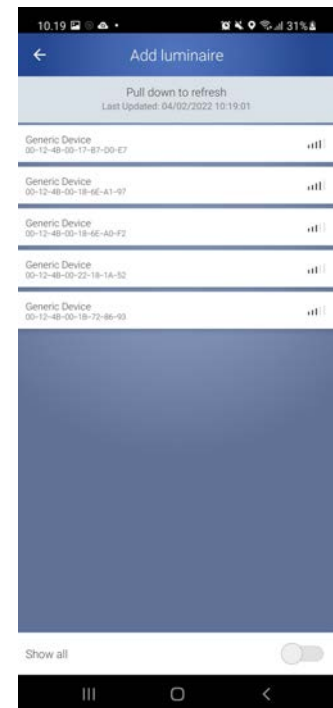 10.19 31%
Add luminaire
Pull down to refresh
Last Updated: 04/02/2022 10:19:01
Generic Device
00-12-4B-00-17-B7-D0-E7
Generic Device
00-12-4B-00-18-6E-A1-97
Generic Device
00-12-4B-00-18-6E-A0-F2
Generic Device
00-12-4B-00-22-18-1A-52
Generic Device
00-12-4B-00-18-72-86-93
Show all